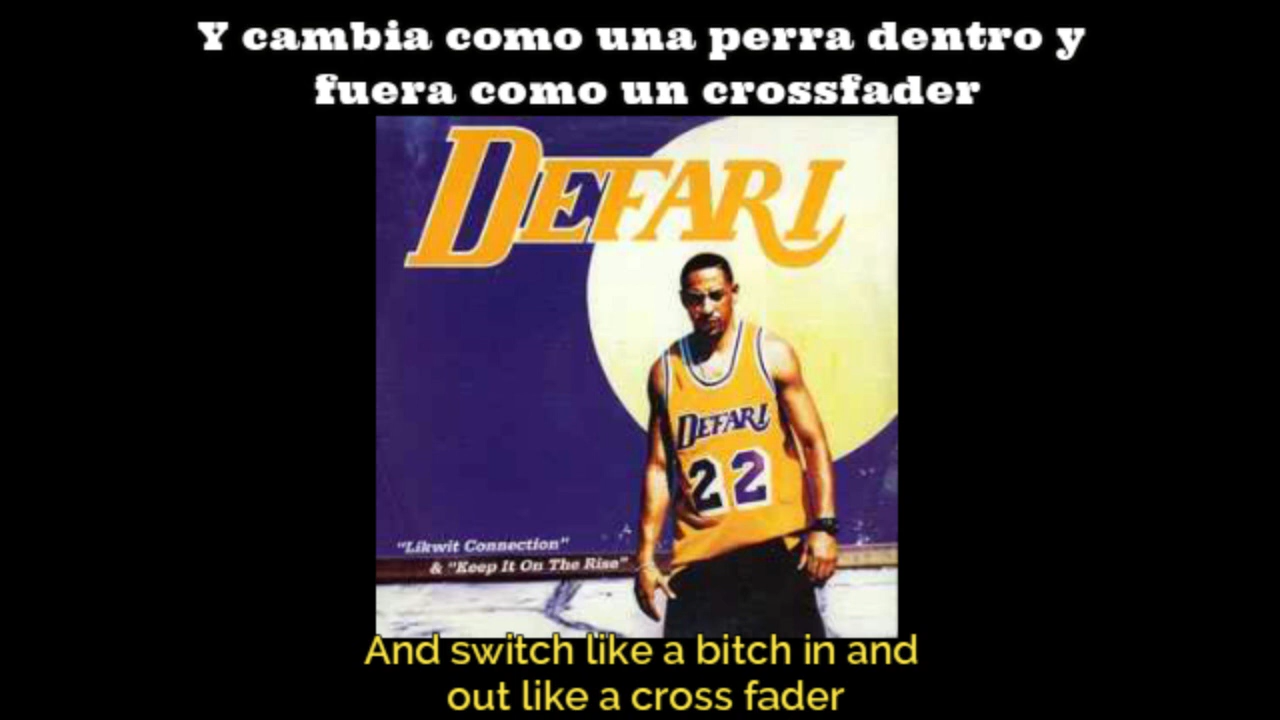 Y cambia como una perra dentro y
fuera como un crossfader
DEFARI
DEFARI
22
"Likwit Connection"
& "Keep It On The Rise"
And switch like a bitch in and
out like a cross fader